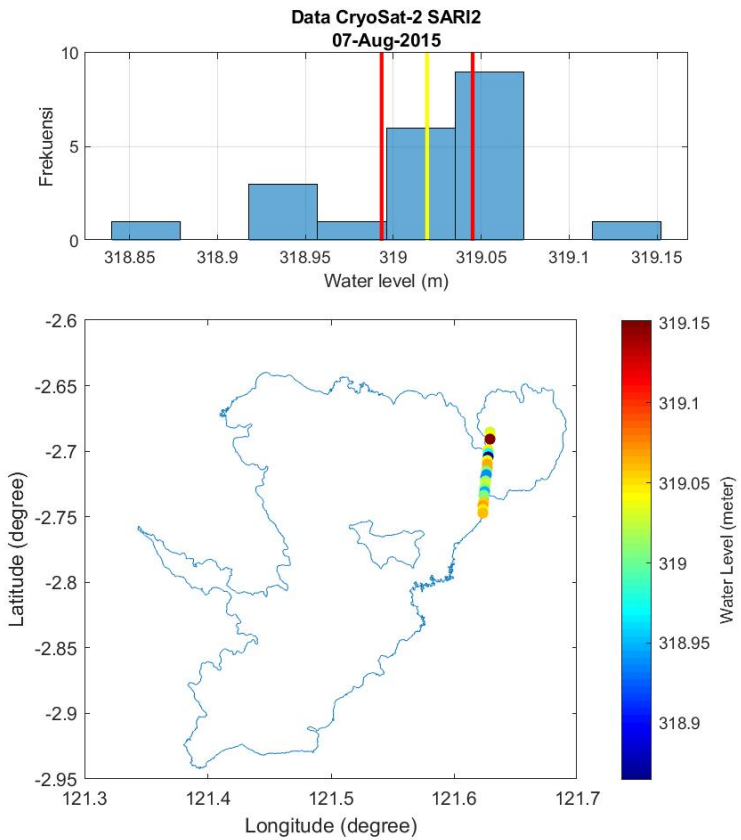 Data CryoSat-2 SARI2
07-Aug-2015
10
5
0
Frekuensi
318.85 318.9 318.95 319 319.05 319.1 319.15
Water level (m)
-2.6
-2.65
-2.7
-2.75
-2.8
-2.85
-2.9
-2.95
Latitude (degree)
121.3 121.4 121.5 121.6 121.7
Longitude (degree)
319.15
319.1
319.05
319
318.95
318.9
Water Level (meter)